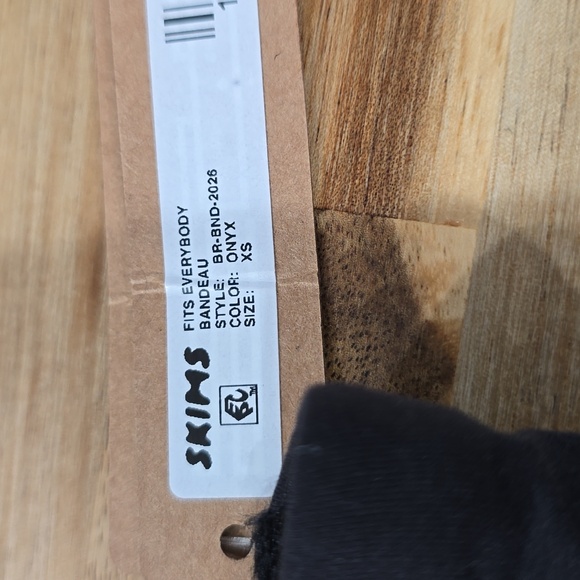 SKIMS
FITS EVERYBODY
BANDEAU
STYLE: BR-BND-2026
COLOR: ONYX
SIZE: XS